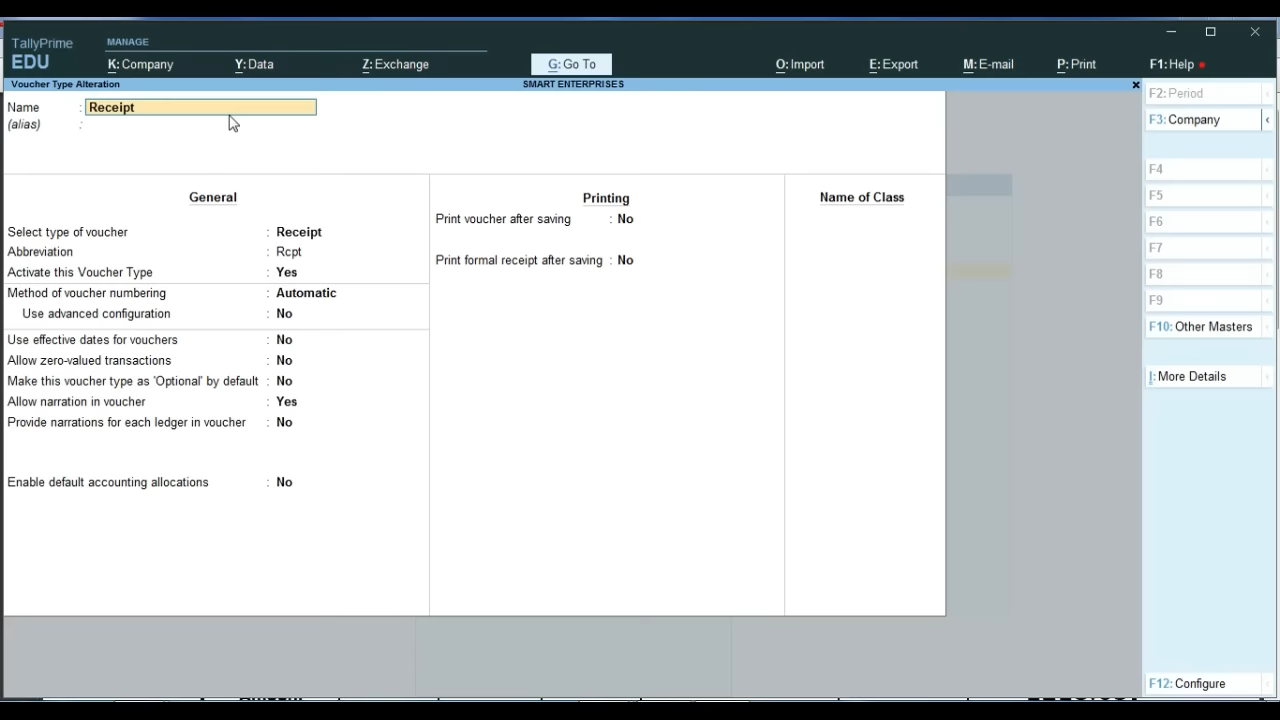 TallyPrime
EDU
MANAGE
K: Company
Y: Data
Z: Exchange
G: Go To
O: Import
E: Export
M: E-mail
P: Print
F1: Help
Voucher Type Alteration
SMART ENTERPRISES
Name : Receipt
(alias) :
General
Select type of voucher : Receipt
Abbreviation : Rcpt
Activate this Voucher Type : Yes
Method of voucher numbering : Automatic
Use advanced configuration : No
Use effective dates for vouchers : No
Allow zero-valued transactions : No
Make this voucher type as 'Optional' by default : No
Allow narration in voucher : Yes
Provide narrations for each ledger in voucher : No
Enable default accounting allocations : No
Printing
Print voucher after saving : No
Print formal receipt after saving : No
Name of Class
F2: Period
F3: Company
F4
F5
F6
F7
F8
F9
F10: Other Masters
I: More Details
F12: Configure